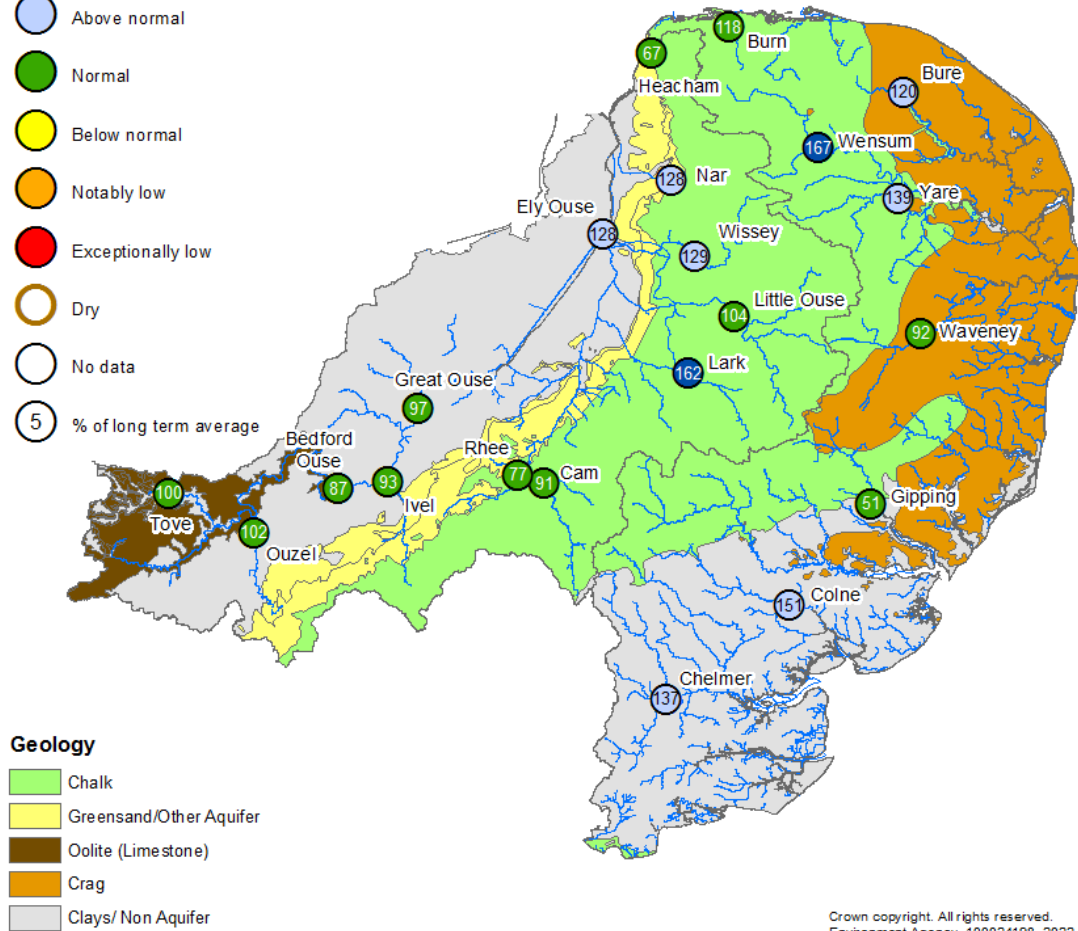 Above normal
Normal
Below normal
Notably low
Exceptionally low
Dry
No data
5 % of long term average
118
Burn
67
Heacham
120
Bure
167
Wensum
128
Nar
139
Yare
Ely Ouse
128
129
Wissey
104
Little Ouse
92
Waveney
162
Lark
Great Ouse
97
Bedford
Ouse
87
93
Ivel
Rhee
77
91
Cam
51
Gipping
100
Tove
102
Ouzel
151
Colne
Chelmer
137
Geology
Chalk
Greensand/Other Aquifer
Oolite (Limestone)
Crag
Clays/ Non Aquifer
Crown copyright. All rights reserved.